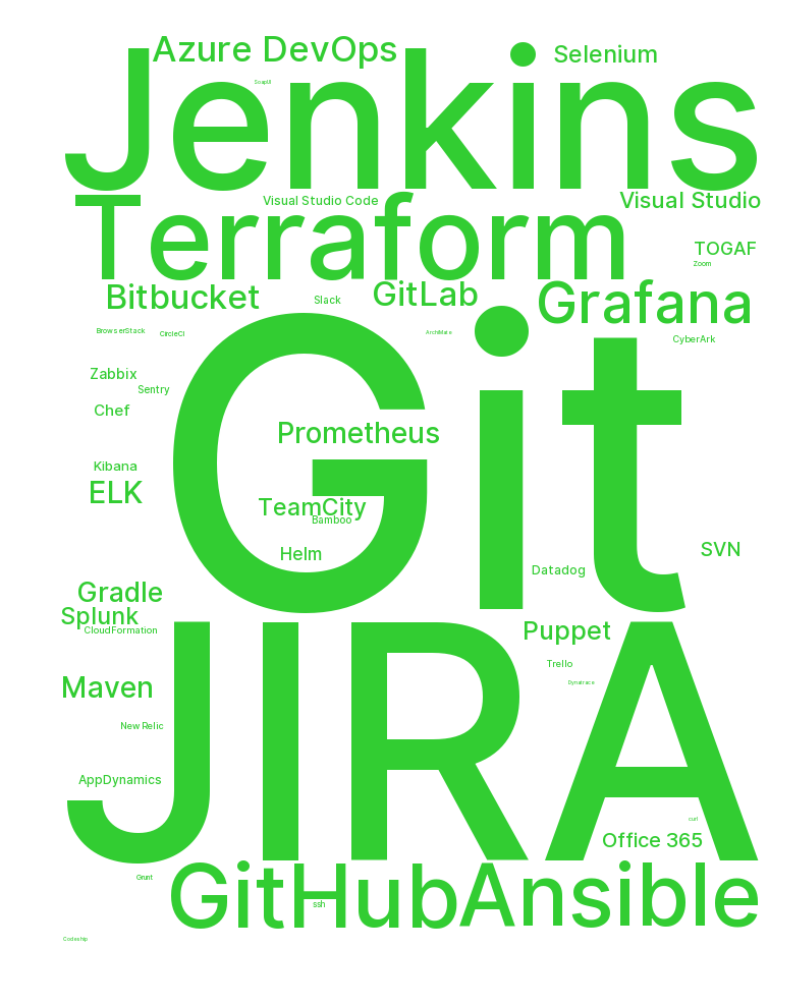 Azure DevOps
Selenium
Jenkins
SoapUI
Visual Studio Code
Visual Studio
Terraform
TOGAF
Zoom
Bitbucket
Slack
GitLab
Grafana
BrowserStack
CircleCI
ArchiMate
CyberArk
Git
Zabbix
Sentry
Chef
Prometheus
Kibana
ELK
TeamCity
Bamboo
Helm
SVN
Datadog
Gradle
Splunk
CloudFormation
Puppet
JIRA
Trello
Dynatrace
Maven
New Relic
AppDynamics
curl
Office 365
GitHub
Ansible
Grunt
ssh
Codeship